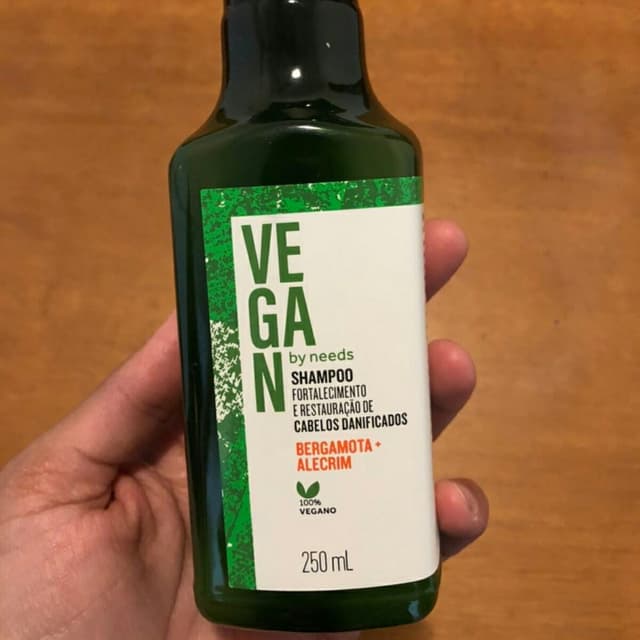 VE
GA
N
by needs
SHAMPOO
FORTALECIMENTO
E RESTAURAÇÃO DE
CABELOS DANIFICADOS
BERGAMOTA +
ALECRIM
100%
VEGANO
250 mL